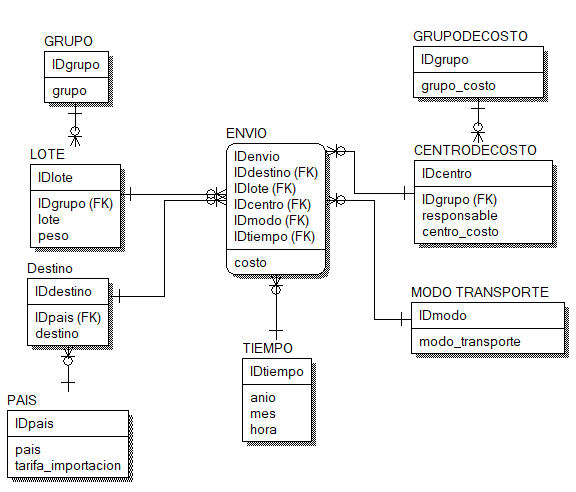 GRUPO
IDgrupo
grupo
GRUPODECOSTO
IDgrupo
grupo_costo
LOTE
IDlote
IDgrupo (FK)
lote
peso
ENVIO
IDenvio
IDdestino (FK)
IDlote (FK)
IDcentro (FK)
IDmodo (FK)
IDtiempo (FK)
costo
CENTRODECOSTO
IDcentro
IDgrupo (FK)
responsable
centro_costo
Destino
IDdestino
IDpais (FK)
destino
MODO TRANSPORTE
IDmodo
modo_transporte
TIEMPO
IDtiempo
anio
mes
hora
PAIS
IDpais
pais
tarifa_importacion